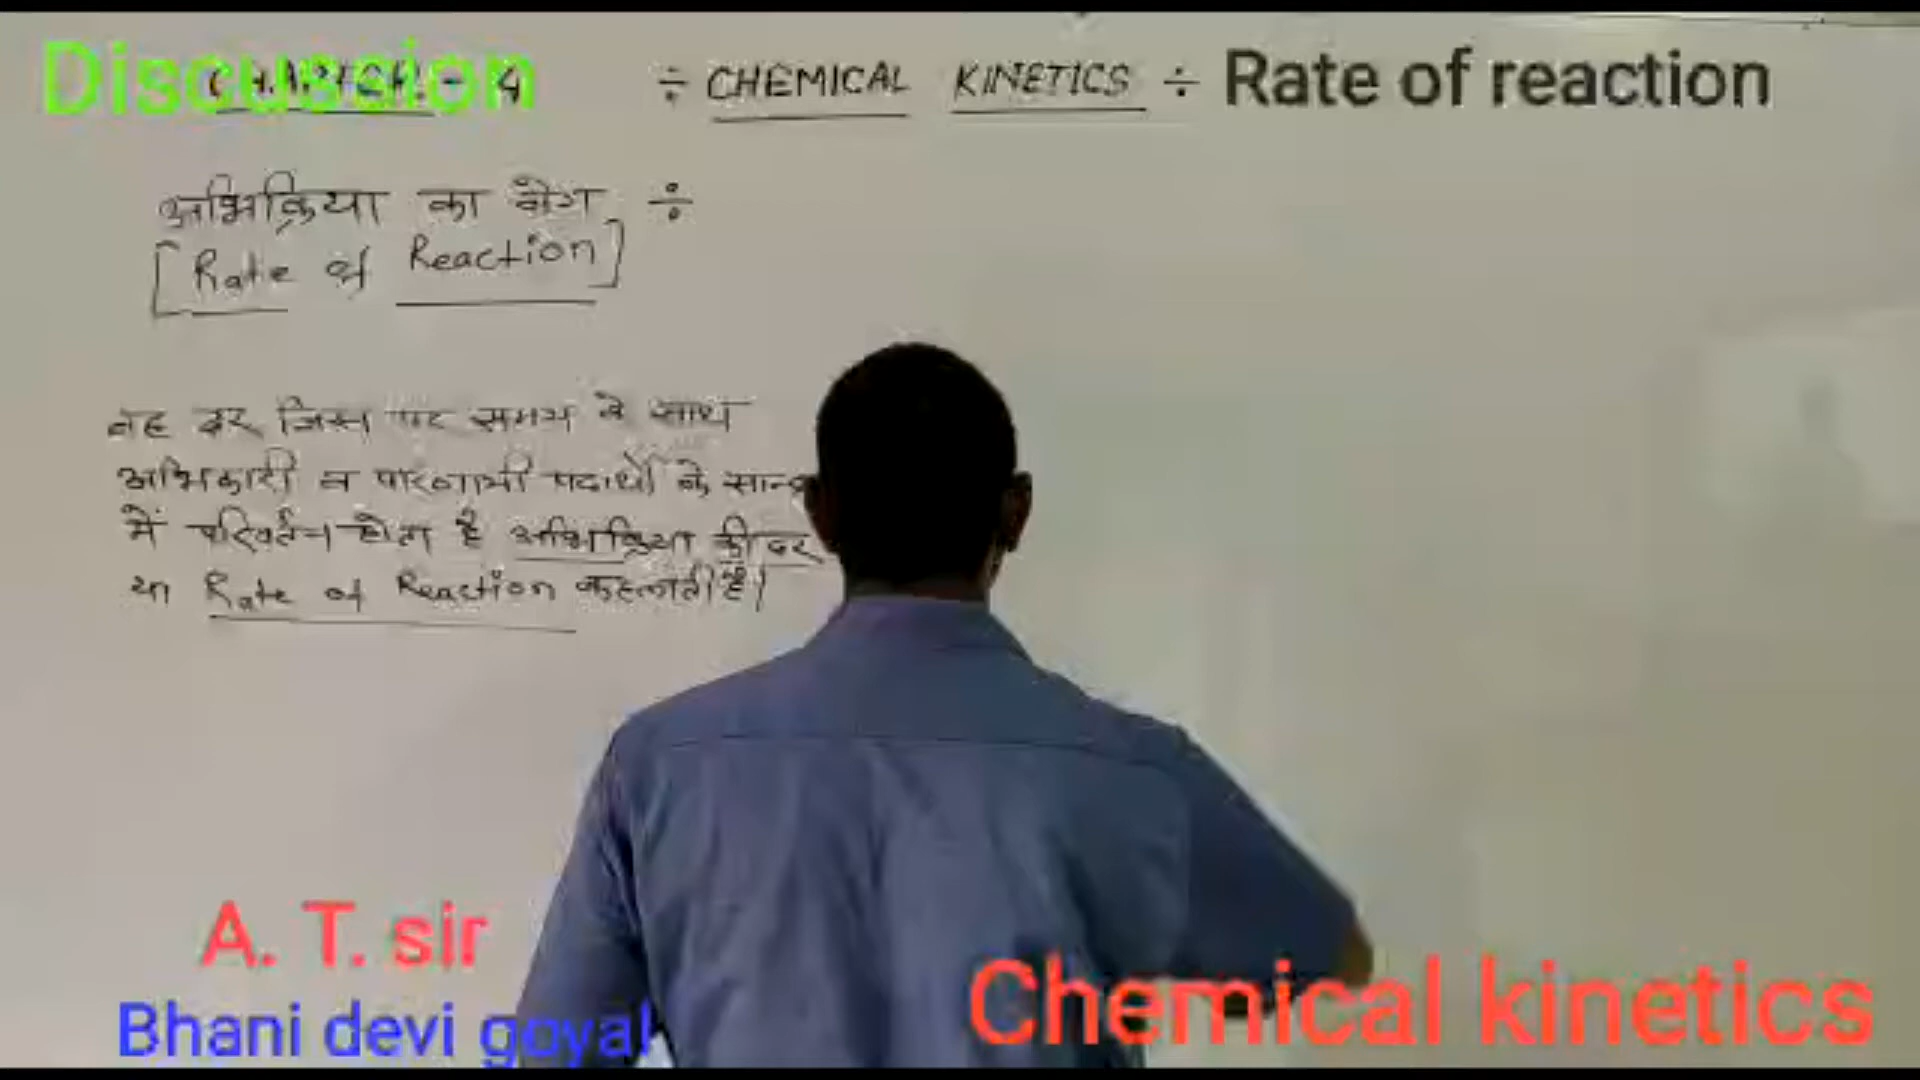 Discussion
CHAPTER - 4 ÷ CHEMICAL KINETICS ÷ Rate of reaction
अभिक्रिया का वेग ÷
[Rate of Reaction]
वह दर जिस पर समय के साथ
अभिकारी व परिणामी पदार्थो के
में परिवर्तन होता है अभिक्रिया की दर
या Rate of Reaction कहलाती है।
A. T. sir
Bhani devi goyal
Chemical kinetics